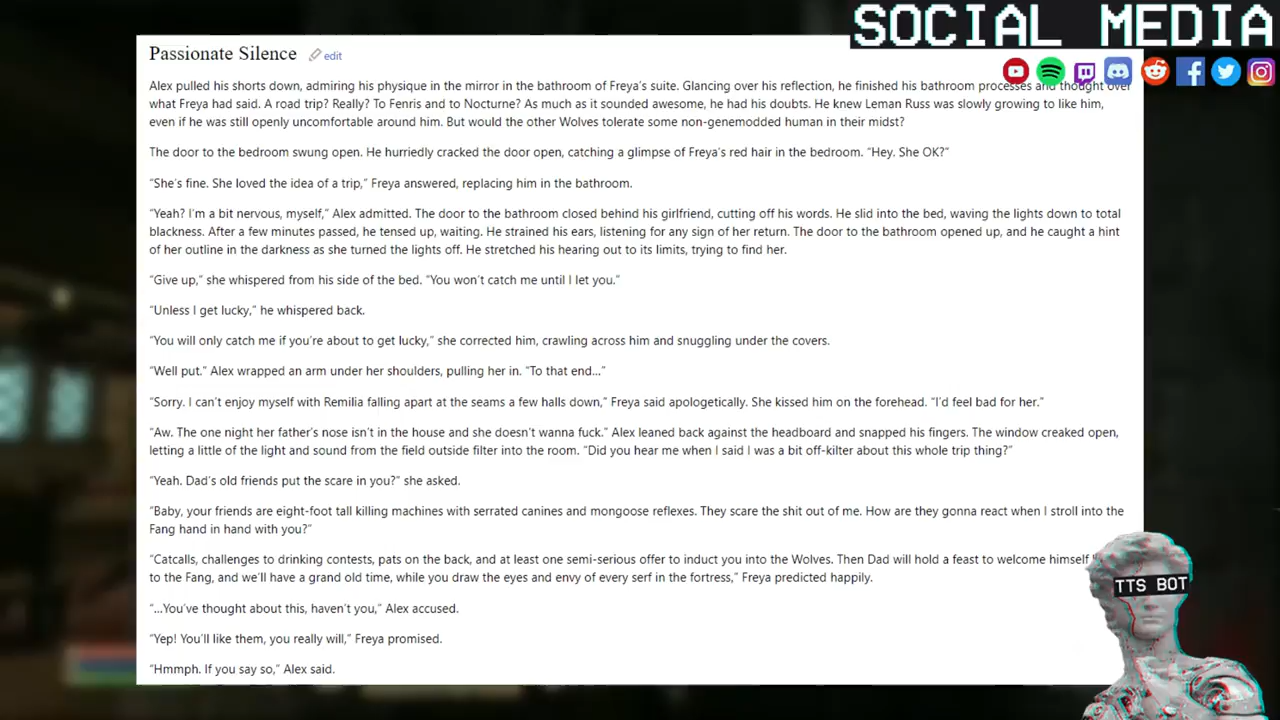 SOCIAL MEDIA
Passionate Silence edit
Alex pulled his shorts down, admiring his physique in the mirror in the bathroom of Freya's suite. Glancing over his reflection, he finished his bathroom processes and thought over
what Freya had said. A road trip? Really? To Fenris and to Nocturne? As much as it sounded awesome, he had his doubts. He knew Leman Russ was slowly growing to like him,
even if he was still openly uncomfortable around him. But would the other Wolves tolerate some non-genemodded human in their midst?
The door to the bedroom swung open. He hurriedly cracked the door open, catching a glimpse of Freya's red hair in the bedroom. “Hey. She OK?”
“She's fine. She loved the idea of a trip,” Freya answered, replacing him in the bathroom.
“Yeah? I'm a bit nervous, myself,” Alex admitted. The door to the bathroom closed behind his girlfriend, cutting off his words. He slid into the bed, waving the lights down to total
blackness. After a few minutes passed, he tensed up, waiting. He strained his ears, listening for any sign of her return. The door to the bathroom opened up, and he caught a hint
of her outline in the darkness as she turned the lights off. He stretched his hearing out to its limits, trying to find her.
“Give up,” she whispered from his side of the bed. “You won't catch me until I let you.”
“Unless I get lucky,” he whispered back.
“You will only catch me if you're about to get lucky,” she corrected him, crawling across him and snuggling under the covers.
“Well put.” Alex wrapped an arm under her shoulders, pulling her in. “To that end…”
“Sorry. I can't enjoy myself with Remilia falling apart at the seams a few halls down,” Freya said apologetically. She kissed him on the forehead. “I'd feel bad for her.”
“Aw. The one night her father's nose isn't in the house and she doesn't wanna fuck.” Alex leaned back against the headboard and snapped his fingers. The window creaked open,
letting a little of the light and sound from the field outside filter into the room. “Did you hear me when I said I was a bit off-kilter about this whole trip thing?”
“Yeah. Dad's old friends put the scare in you?” she asked.
“Baby, your friends are eight-foot tall killing machines with serrated canines and mongoose reflexes. They scare the shit out of me. How are they gonna react when I stroll into the
Fang hand in hand with you?”
“Catcalls, challenges to drinking contests, pats on the back, and at least one semi-serious offer to induct you into the Wolves. Then Dad will hold a feast to welcome himself
to the Fang, and we'll have a grand old time, while you draw the eyes and envy of every serf in the fortress,” Freya predicted happily.
“…You've thought about this, haven't you,” Alex accused.
“Yep! You'll like them, you really will,” Freya promised.
“Hmmph. If you say so,” Alex said.
TTS BOT